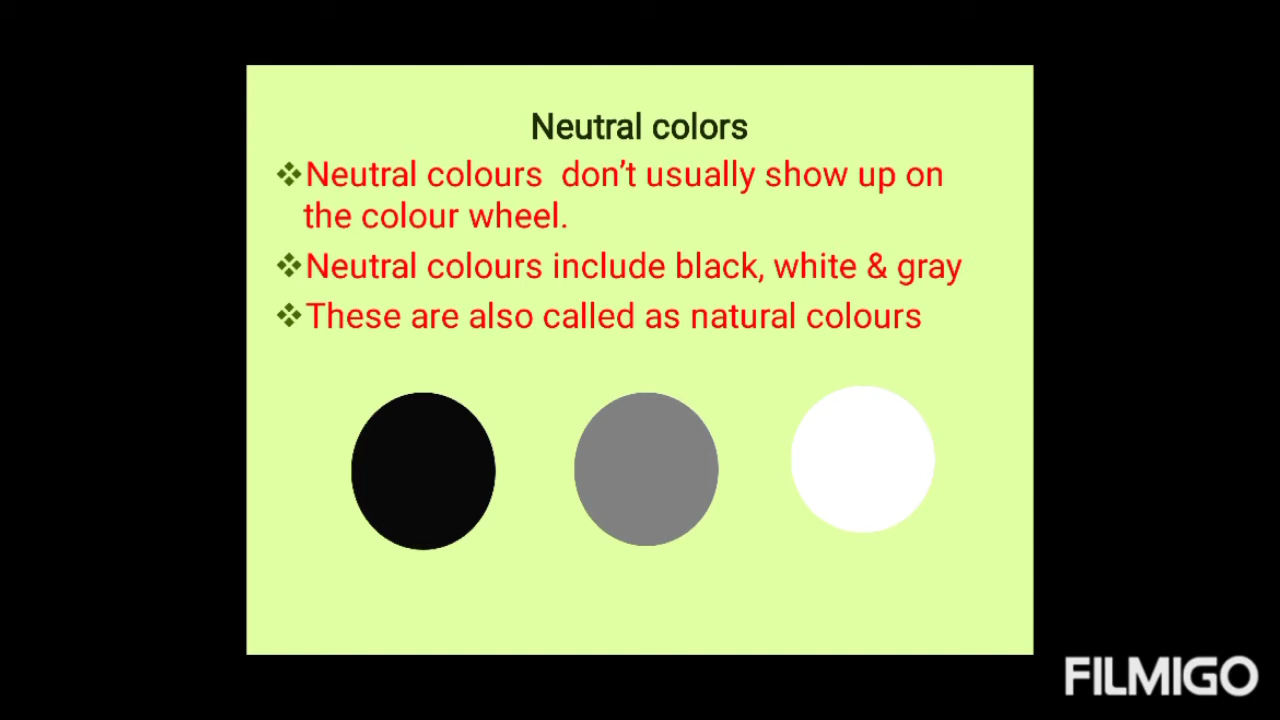 Neutral colors
❖Neutral colours  don’t usually show up on
the colour wheel.
❖Neutral colours include black, white & gray
❖These are also called as natural colours
FILMIGO